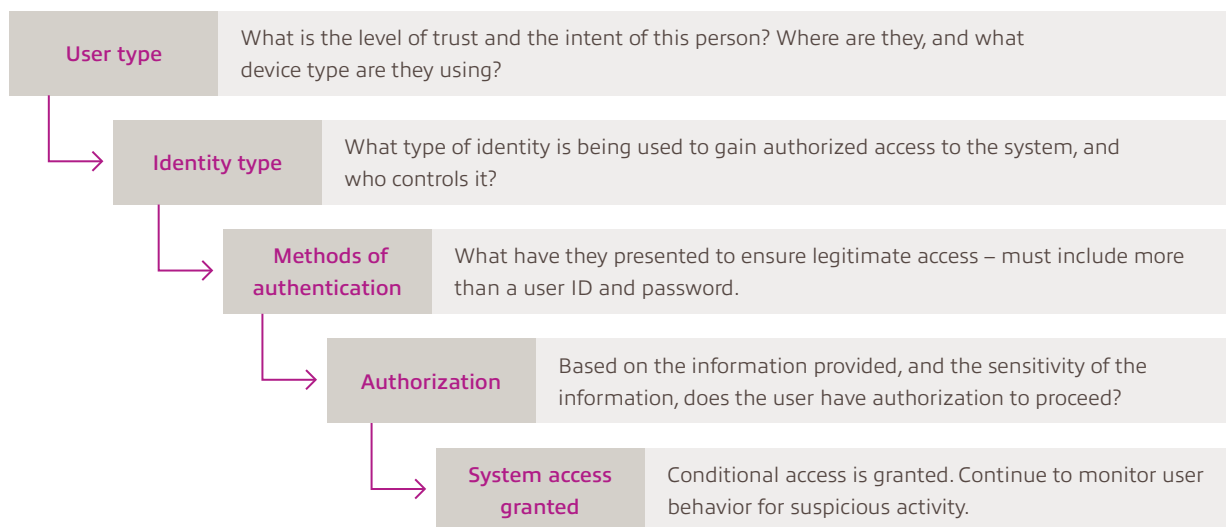 User type
What is the level of trust and the intent of this person? Where are they, and what
device type are they using?
Identity type
What type of identity is being used to gain authorized access to the system, and
who controls it?
Methods of
authentication
What have they presented to ensure legitimate access – must include more
than a user ID and password.
Authorization
Based on the information provided, and the sensitivity of the
information, does the user have authorization to proceed?
System access
granted
Conditional access is granted. Continue to monitor user
behavior for suspicious activity.